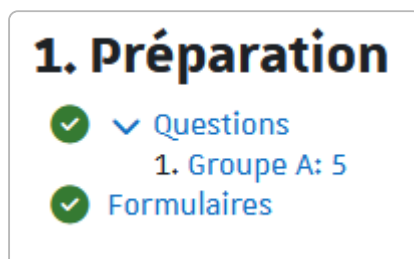 1. Préparation
Questions
1. Groupe A: 5
Formulaires